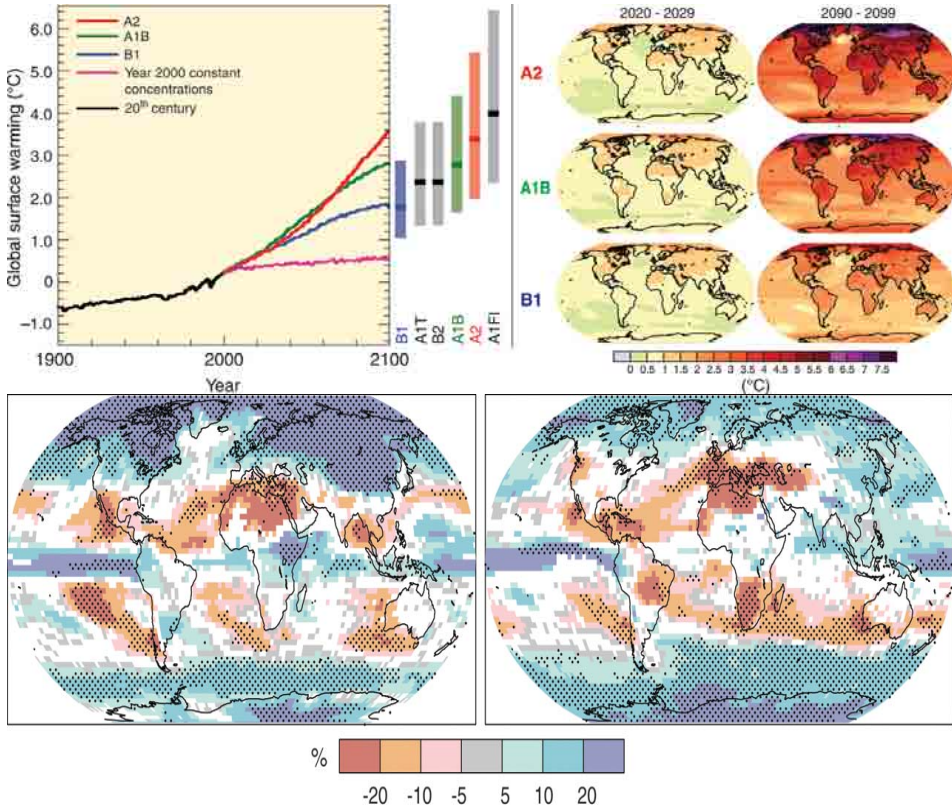 6.0
5.0
4.0
3.0
2.0
1.0
0
–1.0
Global surface warming (°C)
A2
A1B
B1
Year 2000 constant
concentrations
20th century
1900
2000
2100
Year
B1
A1T
B2
A1B
A2
A1FI
2020 - 2029
2090 - 2099
A2
A1B
B1
0 0.5 1 1.5 2 2.5 3 3.5 4 4.5 5 5.5 6 6.5 7 7.5
(°C)
%
-20 -10 -5 5 10 20